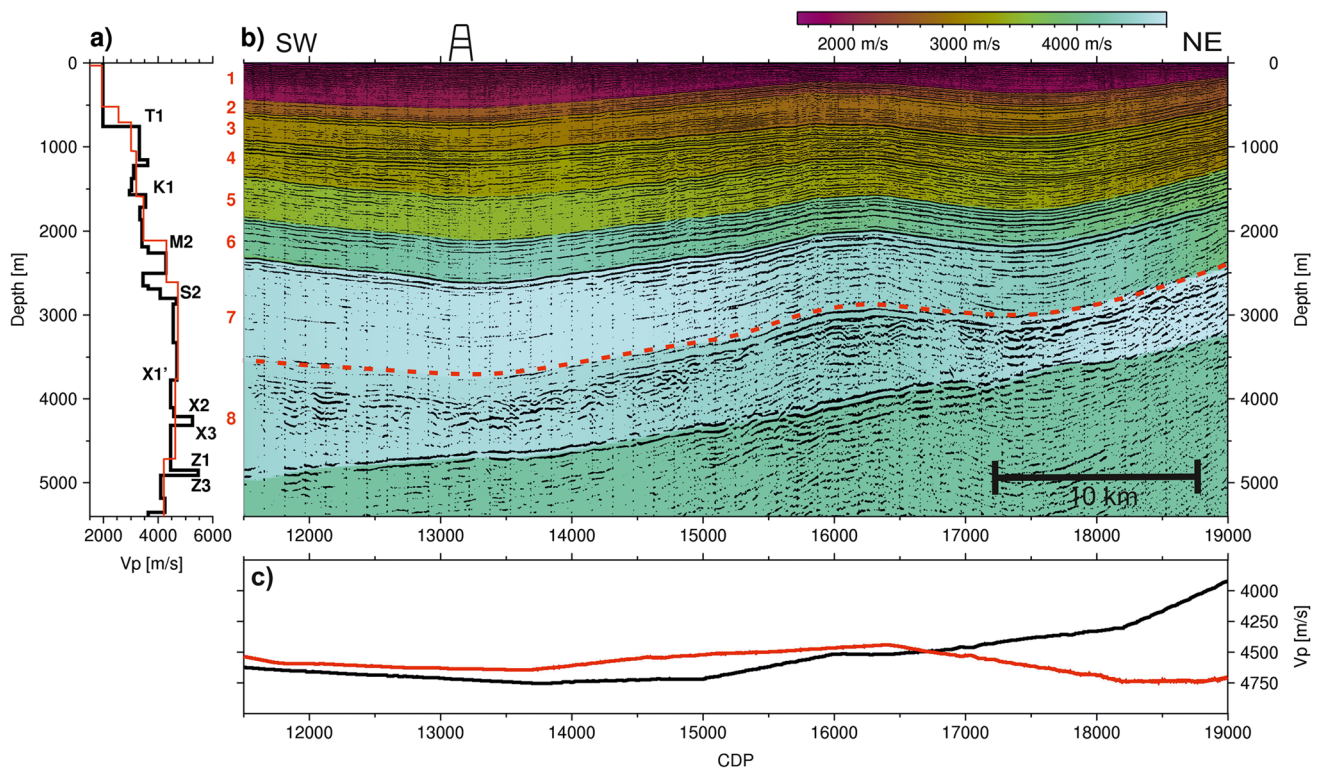 a)
b) SW
2000 m/s 3000 m/s 4000 m/s
NE
0
1000
2000
3000
4000
5000
Depth [m]
T1
K1
M2
S2
X1'
X2
X3
Z1
Z3
2000 4000 6000
Vp [m/s]
1
2
3
4
5
6
7
8
0
1000
2000
3000
4000
5000
Depth [m]
10 km
12000 13000 14000 15000 16000 17000 18000 19000
c)
4000
4250
4500
4750
Vp [m/s]
12000 13000 14000 15000 16000 17000 18000 19000
CDP